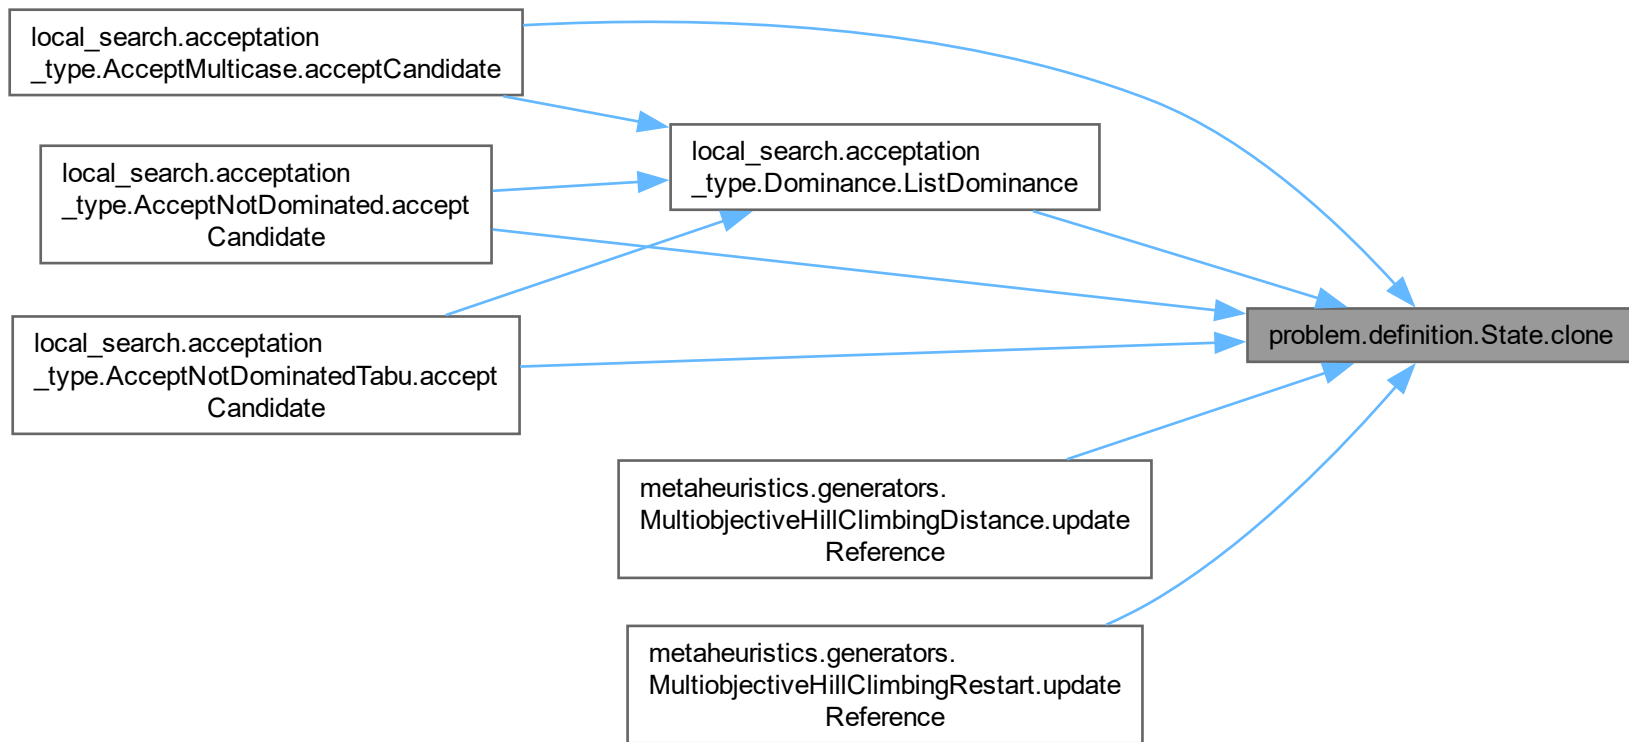 local_search.acceptation
_type.AcceptMulticase.acceptCandidate
local_search.acceptation
_type.Dominance.ListDominance
local_search.acceptation
_type.AcceptNotDominated.accept
Candidate
local_search.acceptation
_type.AcceptNotDominatedTabu.accept
Candidate
problem.definition.State.clone
metaheuristics.generators.
MultiobjectiveHillClimbingDistance.update
Reference
metaheuristics.generators.
MultiobjectiveHillClimbingRestart.update
Reference